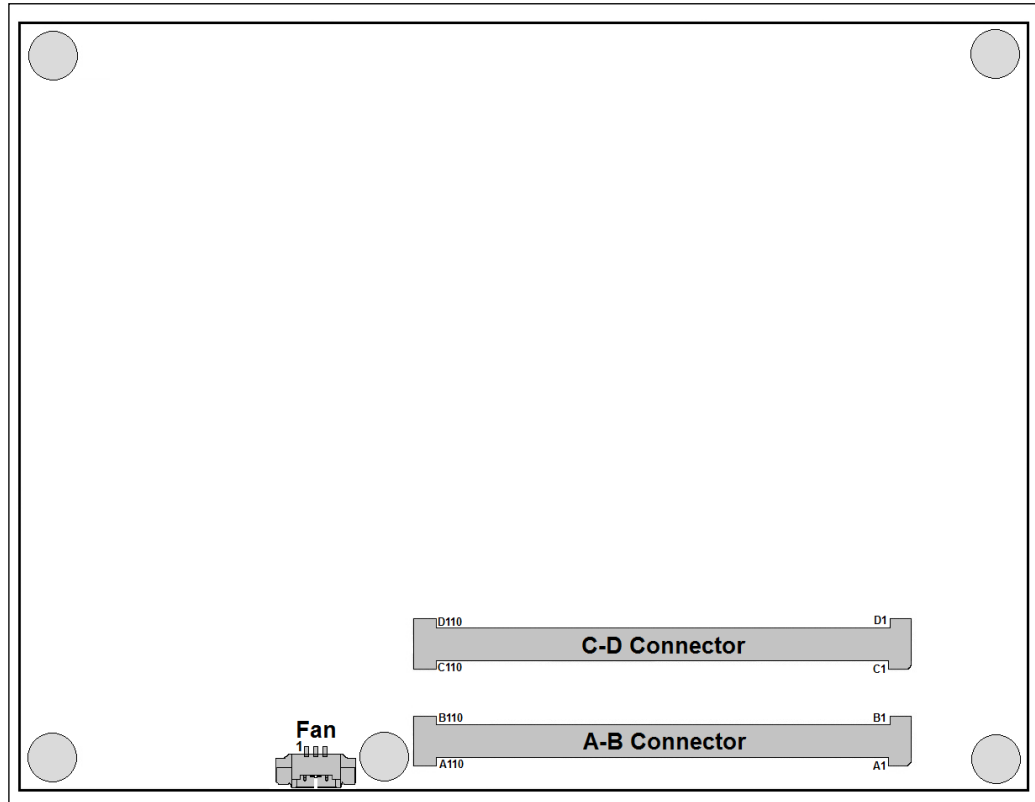 D110
D1
C-D Connector
C110
C1
Fan
1
B110
B1
A-B Connector
A110
A1